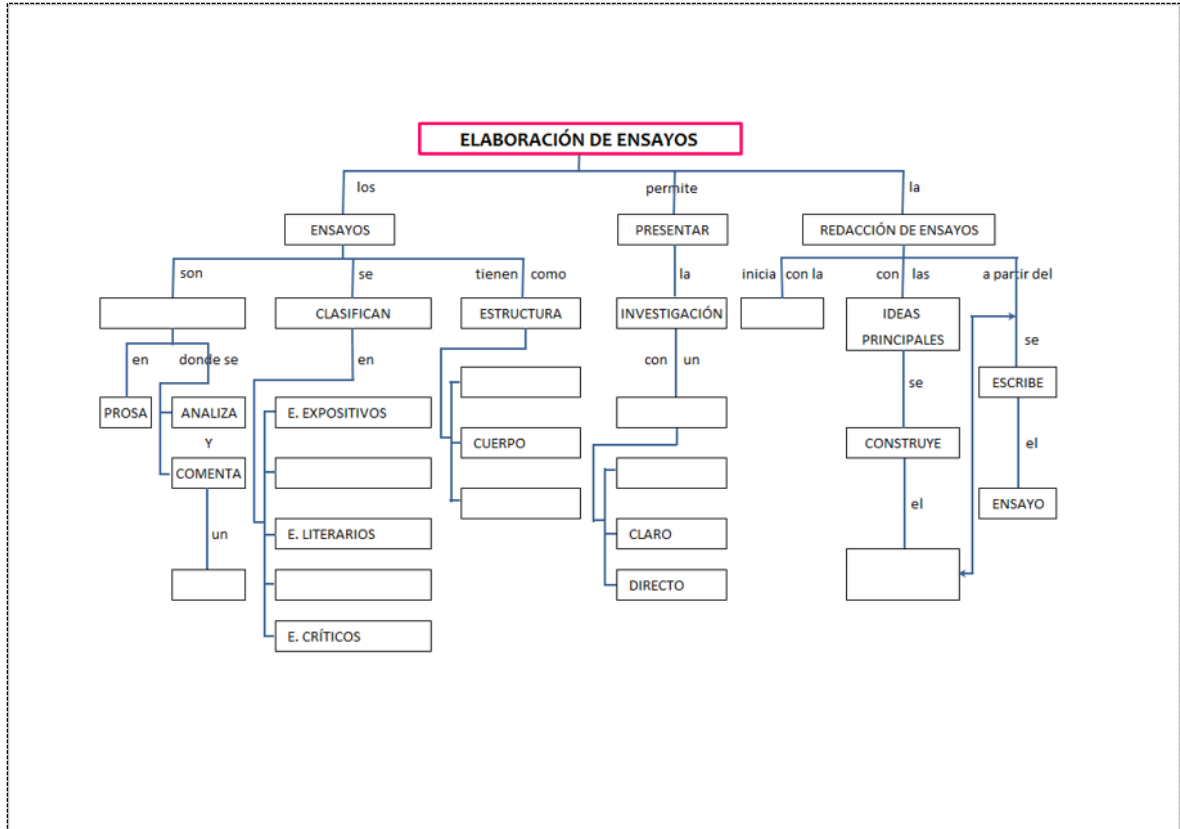 ELABORACIÓN DE ENSAYOS
los
permite
la
ENSAYOS
PRESENTAR
REDACCIÓN DE ENSAYOS
son
se
tienen como
la
inicia con la
con las
a partir del
CLASIFICAN
ESTRUCTURA
INVESTIGACIÓN
IDEAS
PRINCIPALES
en
donde se
en
con un
se
se
PROSA
ANALIZA
E. EXPOSITIVOS
ESCRIBE
Y
CUERPO
CONSTRUYE
el
COMENTA
el
ENSAYO
un
E. LITERARIOS
CLARO
DIRECTO
E. CRÍTICOS